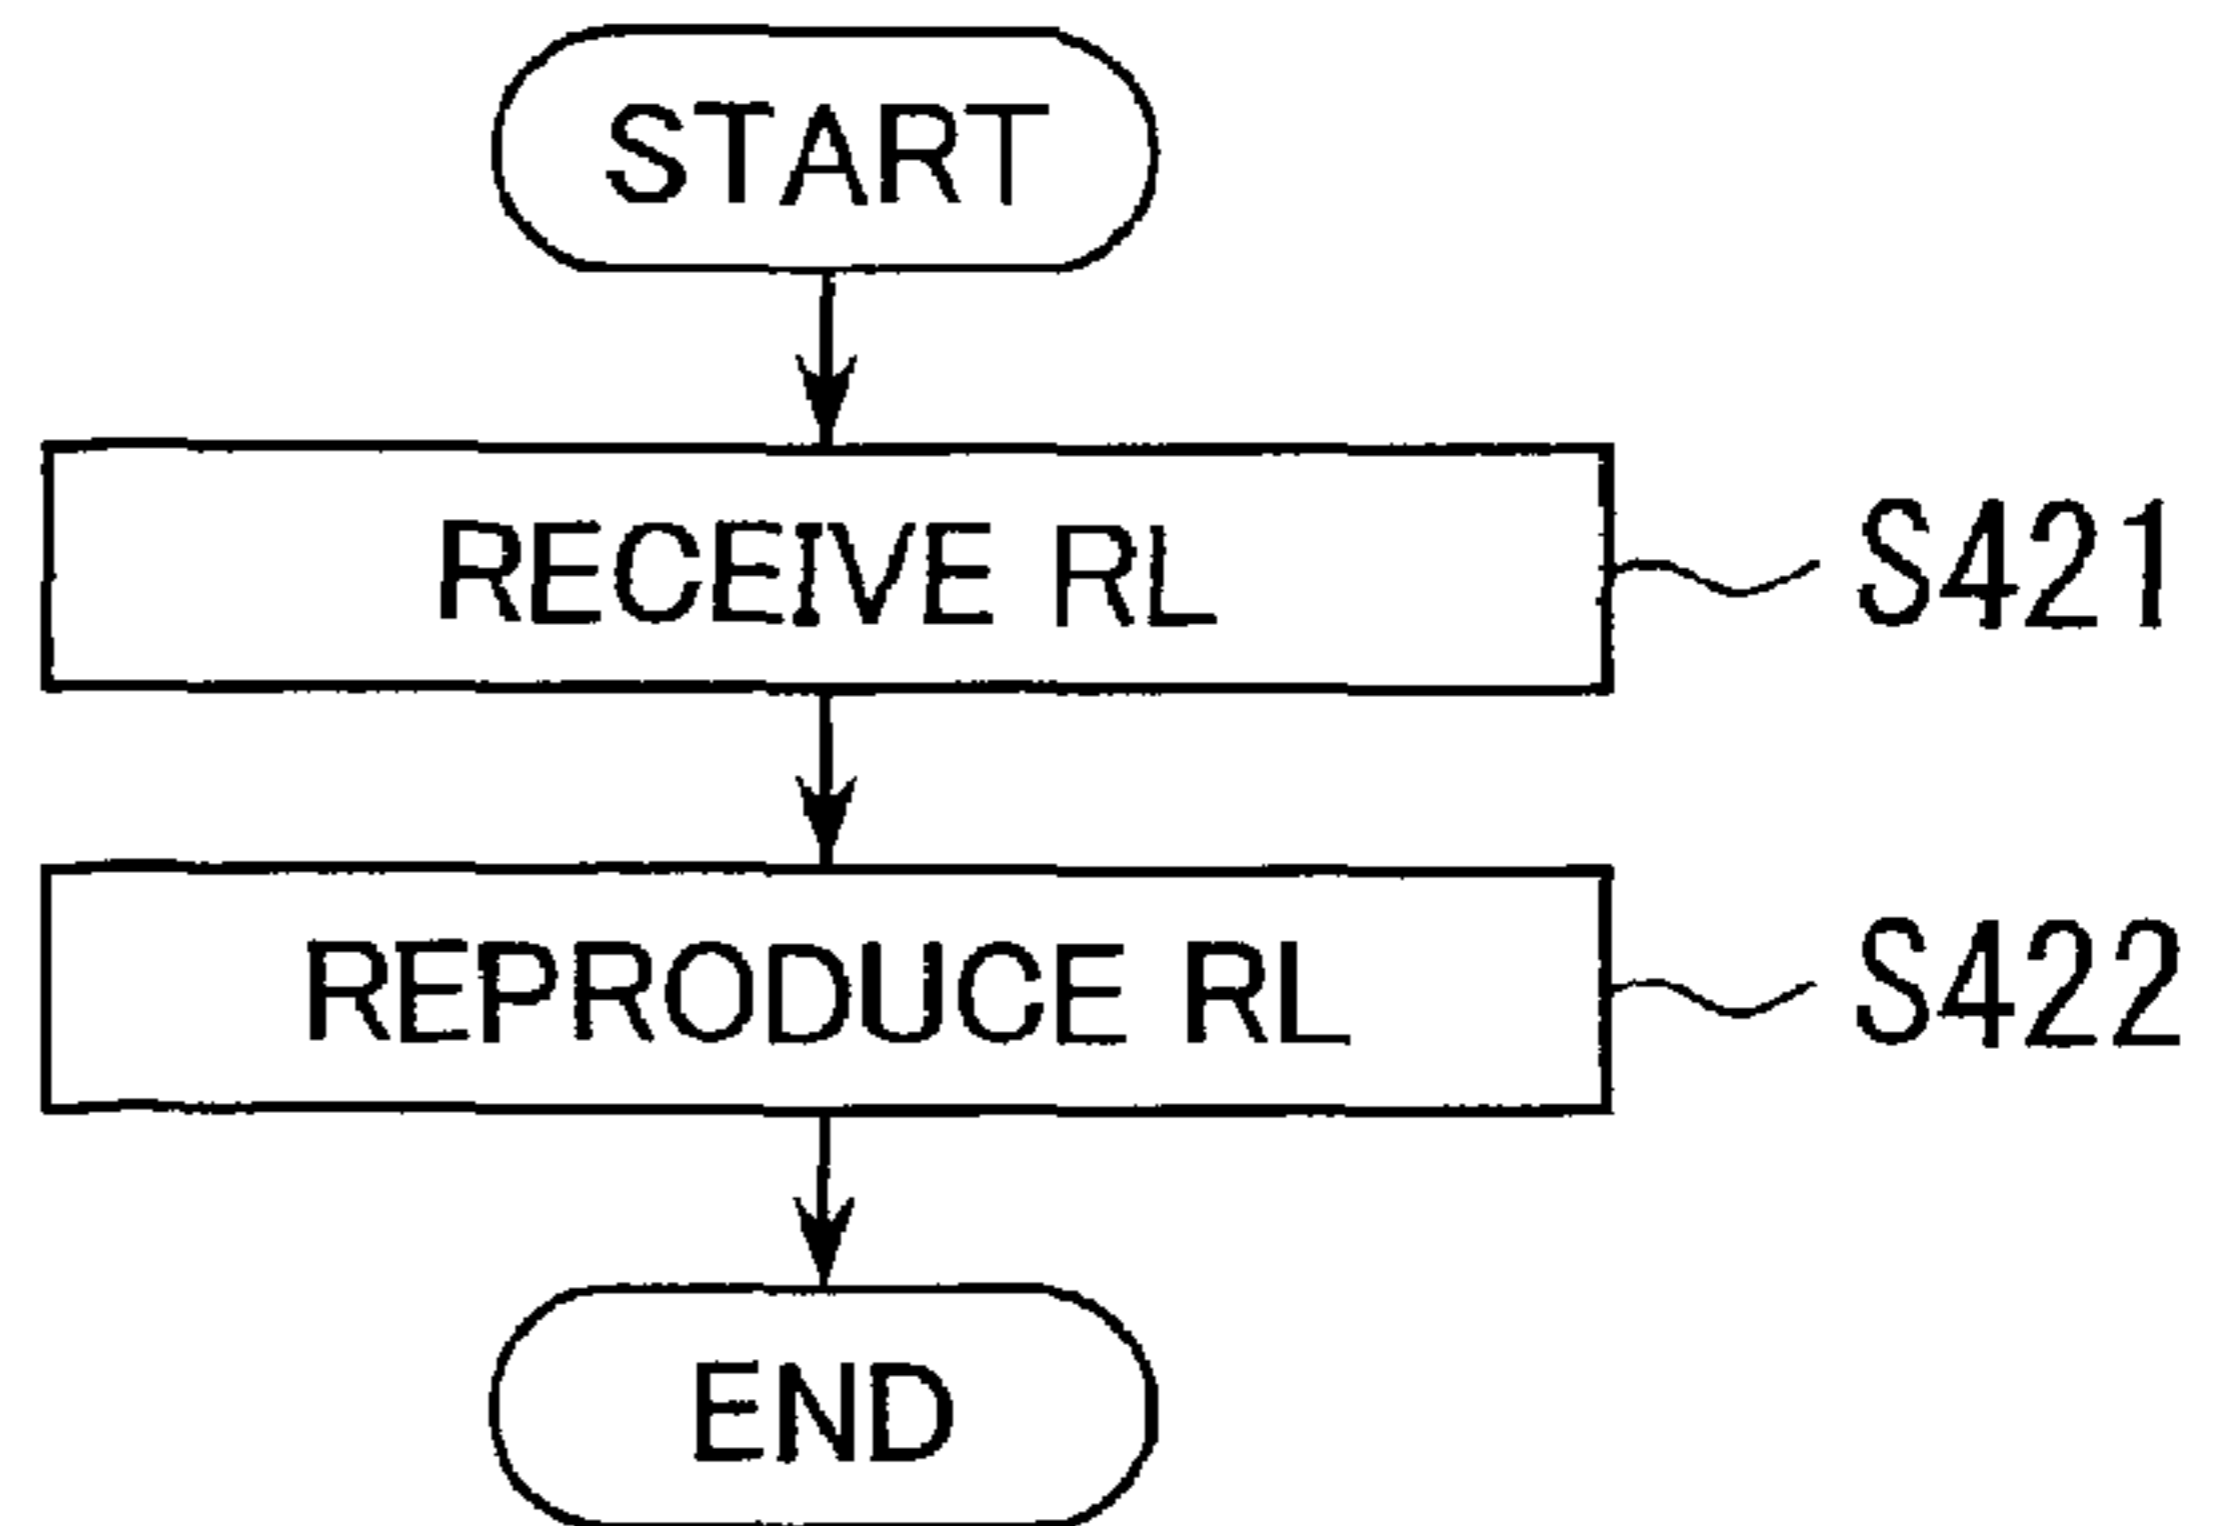 START
RECEIVE RL
S421
REPRODUCE RL
S422
END